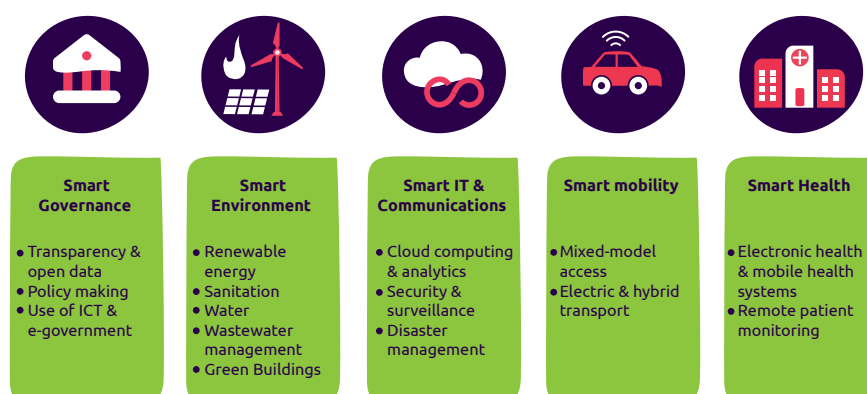 Smart
Governance
• Transparency &
open data
• Policy making
• Use of ICT &
e-government
Smart
Environment
• Renewable
energy
• Sanitation
• Water
• Wastewater
management
• Green Buildings
Smart IT &
Communications
• Cloud computing
& analytics
• Security &
surveillance
• Disaster
management
Smart mobility
• Mixed-model
access
• Electric & hybrid
transport
Smart Health
• Electronic health
& mobile health
systems
• Remote patient
monitoring